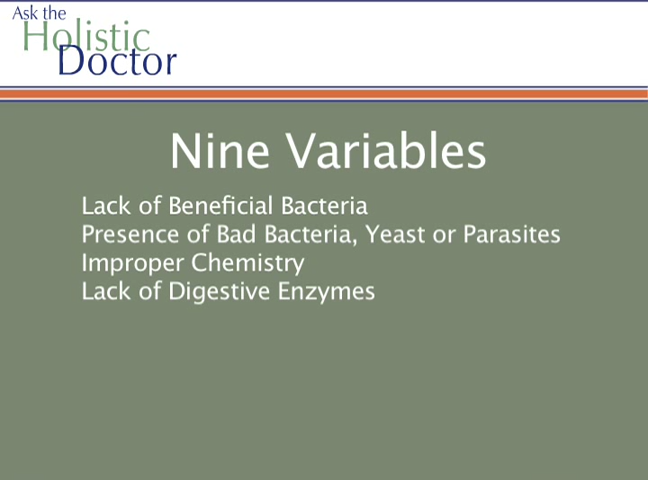 Ask the
Holistic
Doctor
Nine Variables
Lack of Beneficial Bacteria
Presence of Bad Bacteria, Yeast or Parasites
Improper Chemistry
Lack of Digestive Enzymes